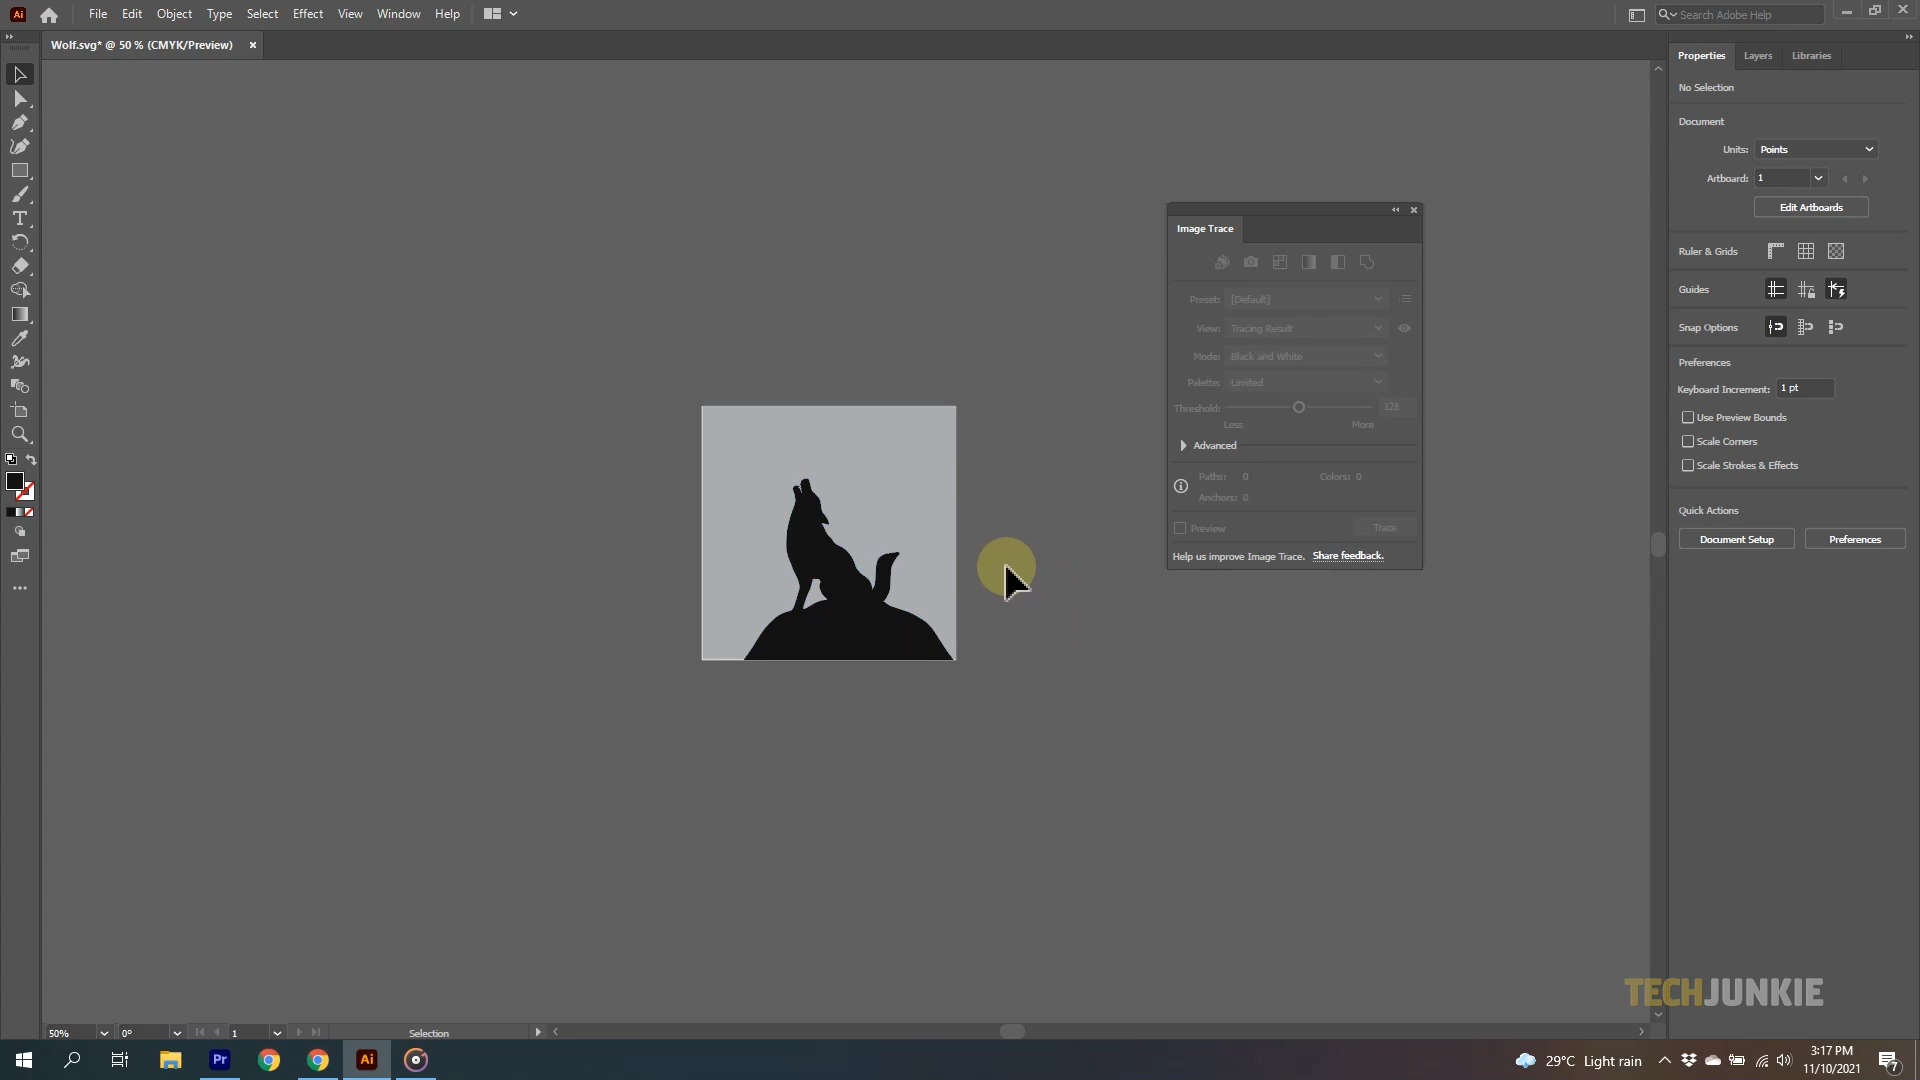 Ai File Edit Object Type Select Effect View Window Help Search Adobe Help
Wolf.svg* @ 50 % (CMYK/Preview) ×
Properties Layers Libraries
No Selection
Document
Units: Points
Artboard: 1
Edit Artboards
Ruler & Grids
Guides
Snap Options
Preferences
Keyboard Increment: 1 pt
Use Preview Bounds
Scale Corners
Scale Strokes & Effects
Quick Actions
Document Setup Preferences
Image Trace
Preset: [Default]
View: Tracing Result
Mode: Black and White
Palette: Limited
Threshold: 128
Less More
Advanced
Paths: 0 Colors: 0
Anchors: 0
Preview Trace
Help us improve Image Trace. Share feedback.
TECHJUNKIE
50% 0° 1 Selection
Pr Ai 29°C Light rain 3:17 PM
11/10/2021 7